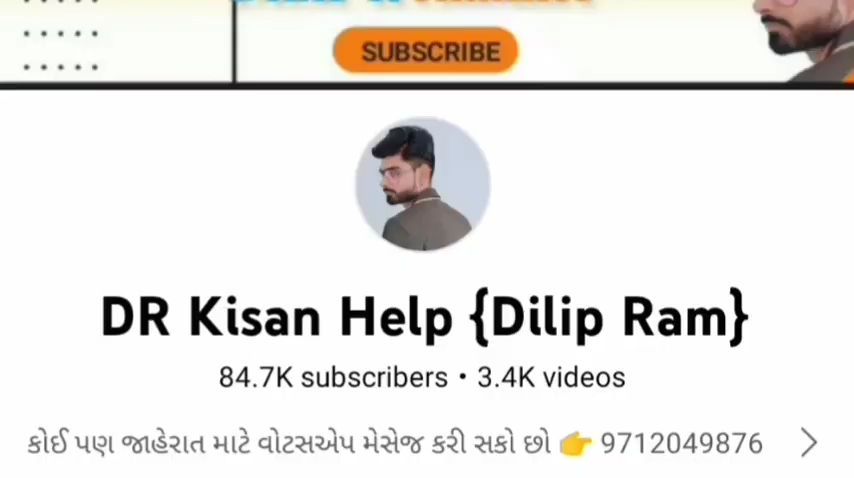 SUBSCRIBE
DR Kisan Help {Dilip Ram}
84.7K subscribers • 3.4K videos
કોઈ પણ જાહેરાત માટે વોટસએપ મેસેજ કરી સકો છો 👉 9712049876